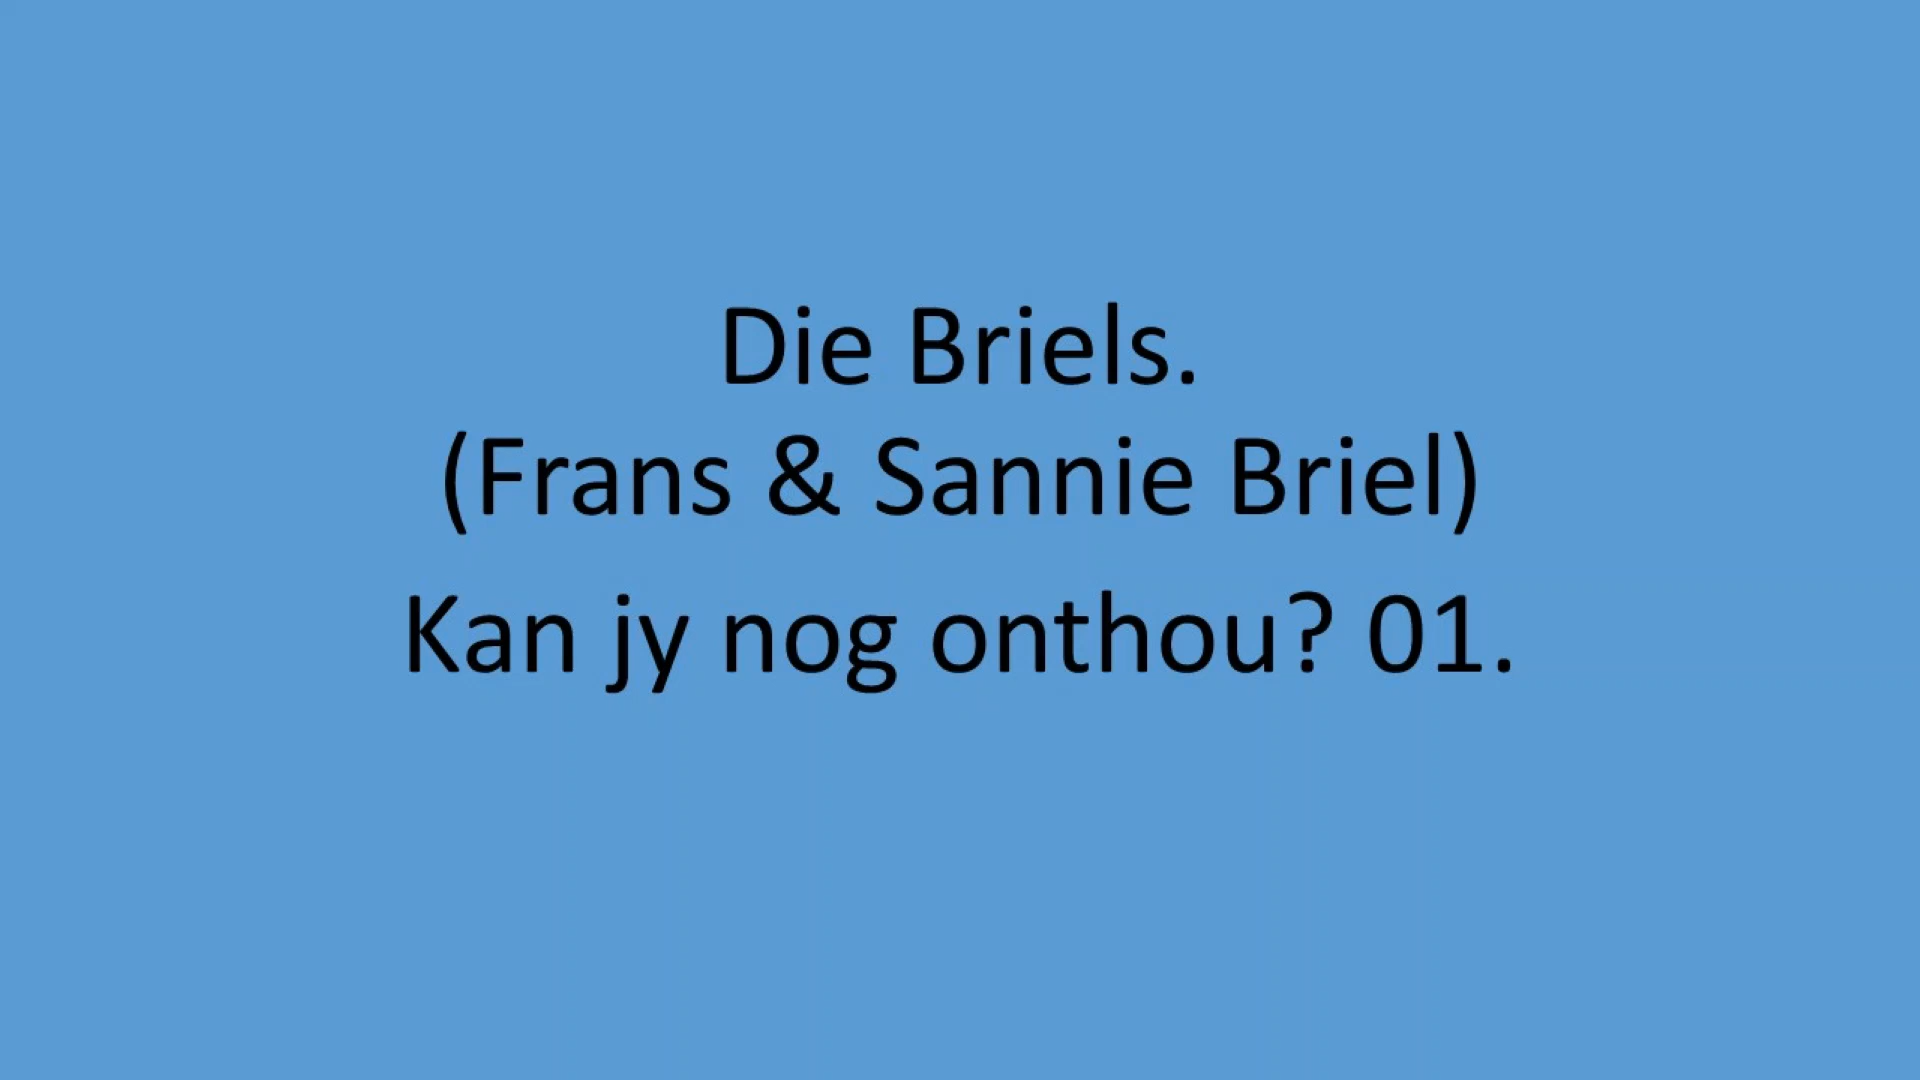 Die Briels.
(Frans & Sannie Briel)
Kan jy nog onthou? 01.